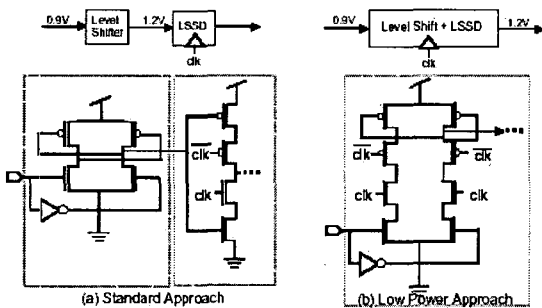 0.9V
Level Shifter
1.2V
LSSD
clk
0.9V
Level Shift + LSSD
1.2V
clk
clk
clk
clk
clk
clk
clk
(a) Standard Approach
(b) Low Power Approach